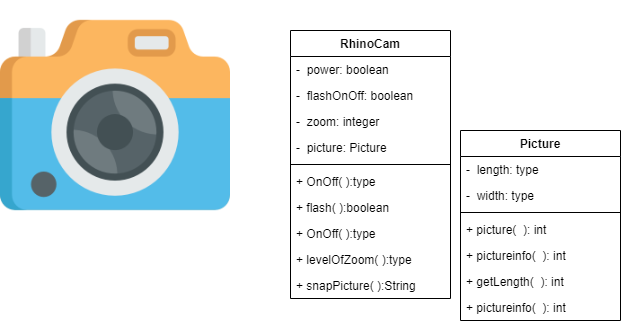 RhinoCam
- power: boolean
- flashOnOff: boolean
- zoom: integer
- picture: Picture
+ OnOff( ):type
+ flash( ):boolean
+ OnOff( ):type
+ levelOfZoom( ):type
+ snapPicture( ):String
Picture
- length: type
- width: type
+ picture(  ): int
+ pictureinfo(  ): int
+ getLength(  ): int
+ pictureinfo(  ): int